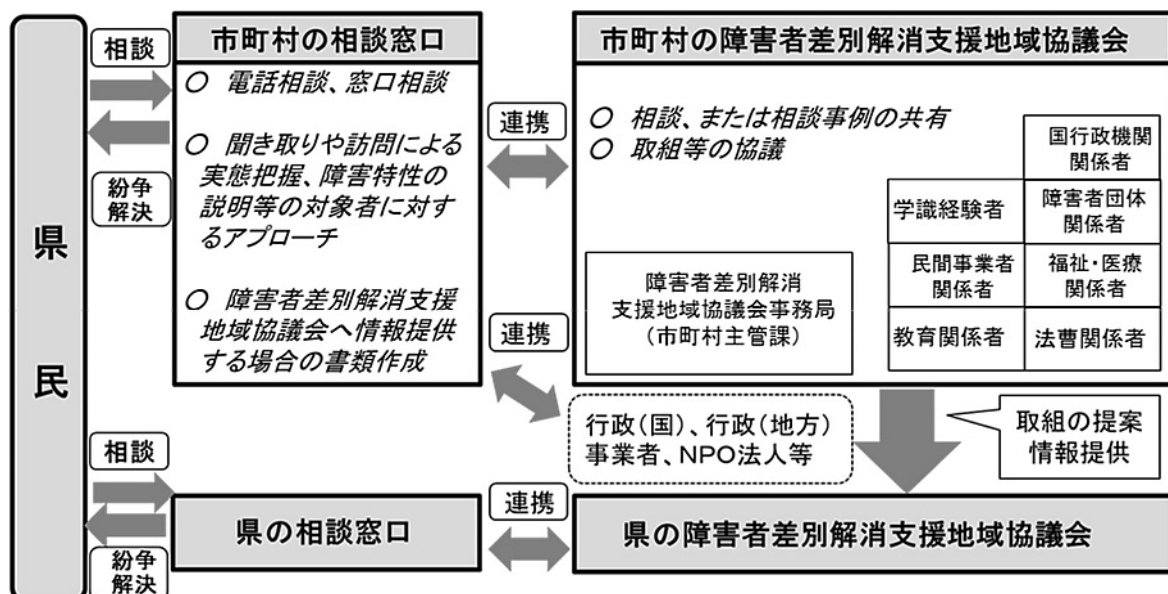 県
民
相談
紛争
解決
市町村の相談窓口
○ 電話相談、窓口相談
○ 聞き取りや訪問による
実態把握、障害特性の
説明等の対象者に対す
るアプローチ
○ 障害者差別解消支援
地域協議会へ情報提供
する場合の書類作成
連携
市町村の障害者差別解消支援地域協議会
○ 相談、または相談事例の共有
○ 取組等の協議
国行政機関
関係者
学識経験者
障害者団体
関係者
民間事業者
関係者
福祉・医療
関係者
教育関係者
法曹関係者
障害者差別解消
支援地域協議会事務局
(市町村主管課)
連携
行政(国)、行政(地方)
事業者、NPO法人等
取組の提案
情報提供
相談
紛争
解決
県の相談窓口
連携
県の障害者差別解消支援地域協議会